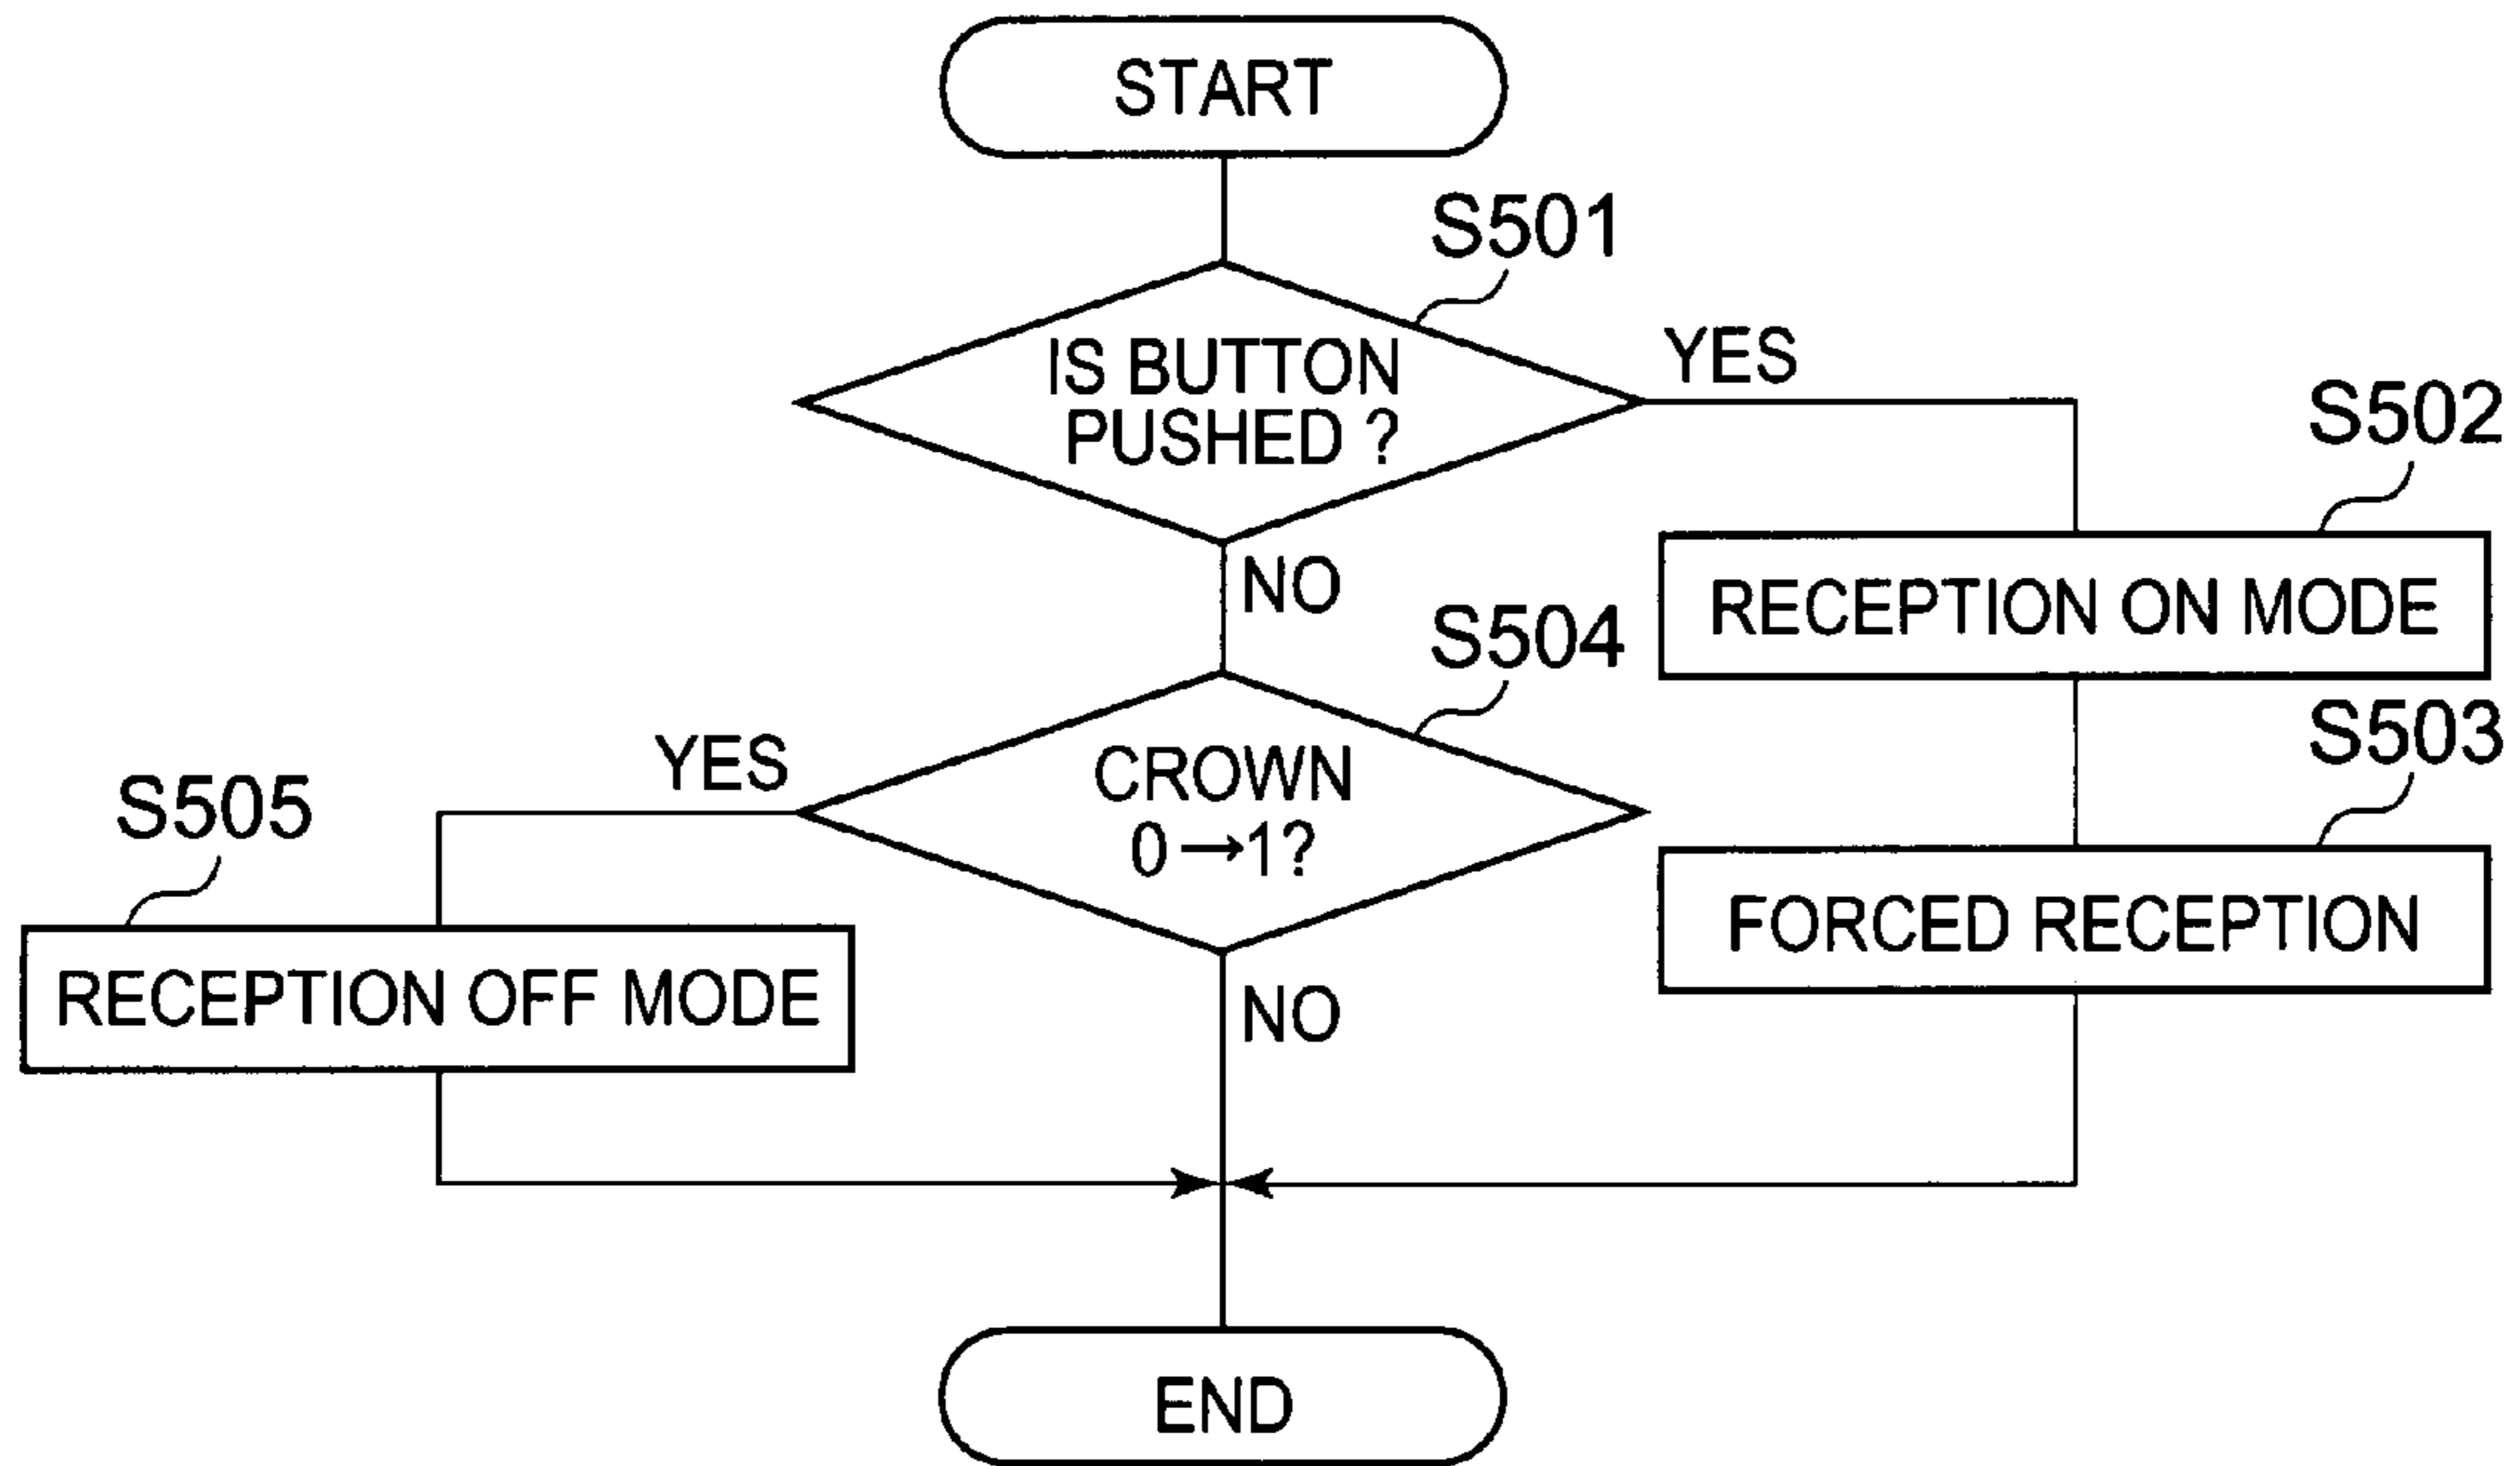 START
S501
IS BUTTON
PUSHED ?
YES
S502
NO
RECEPTION ON MODE
S504
S503
YES
CROWN
0→1?
S505
FORCED RECEPTION
RECEPTION OFF MODE
NO
END